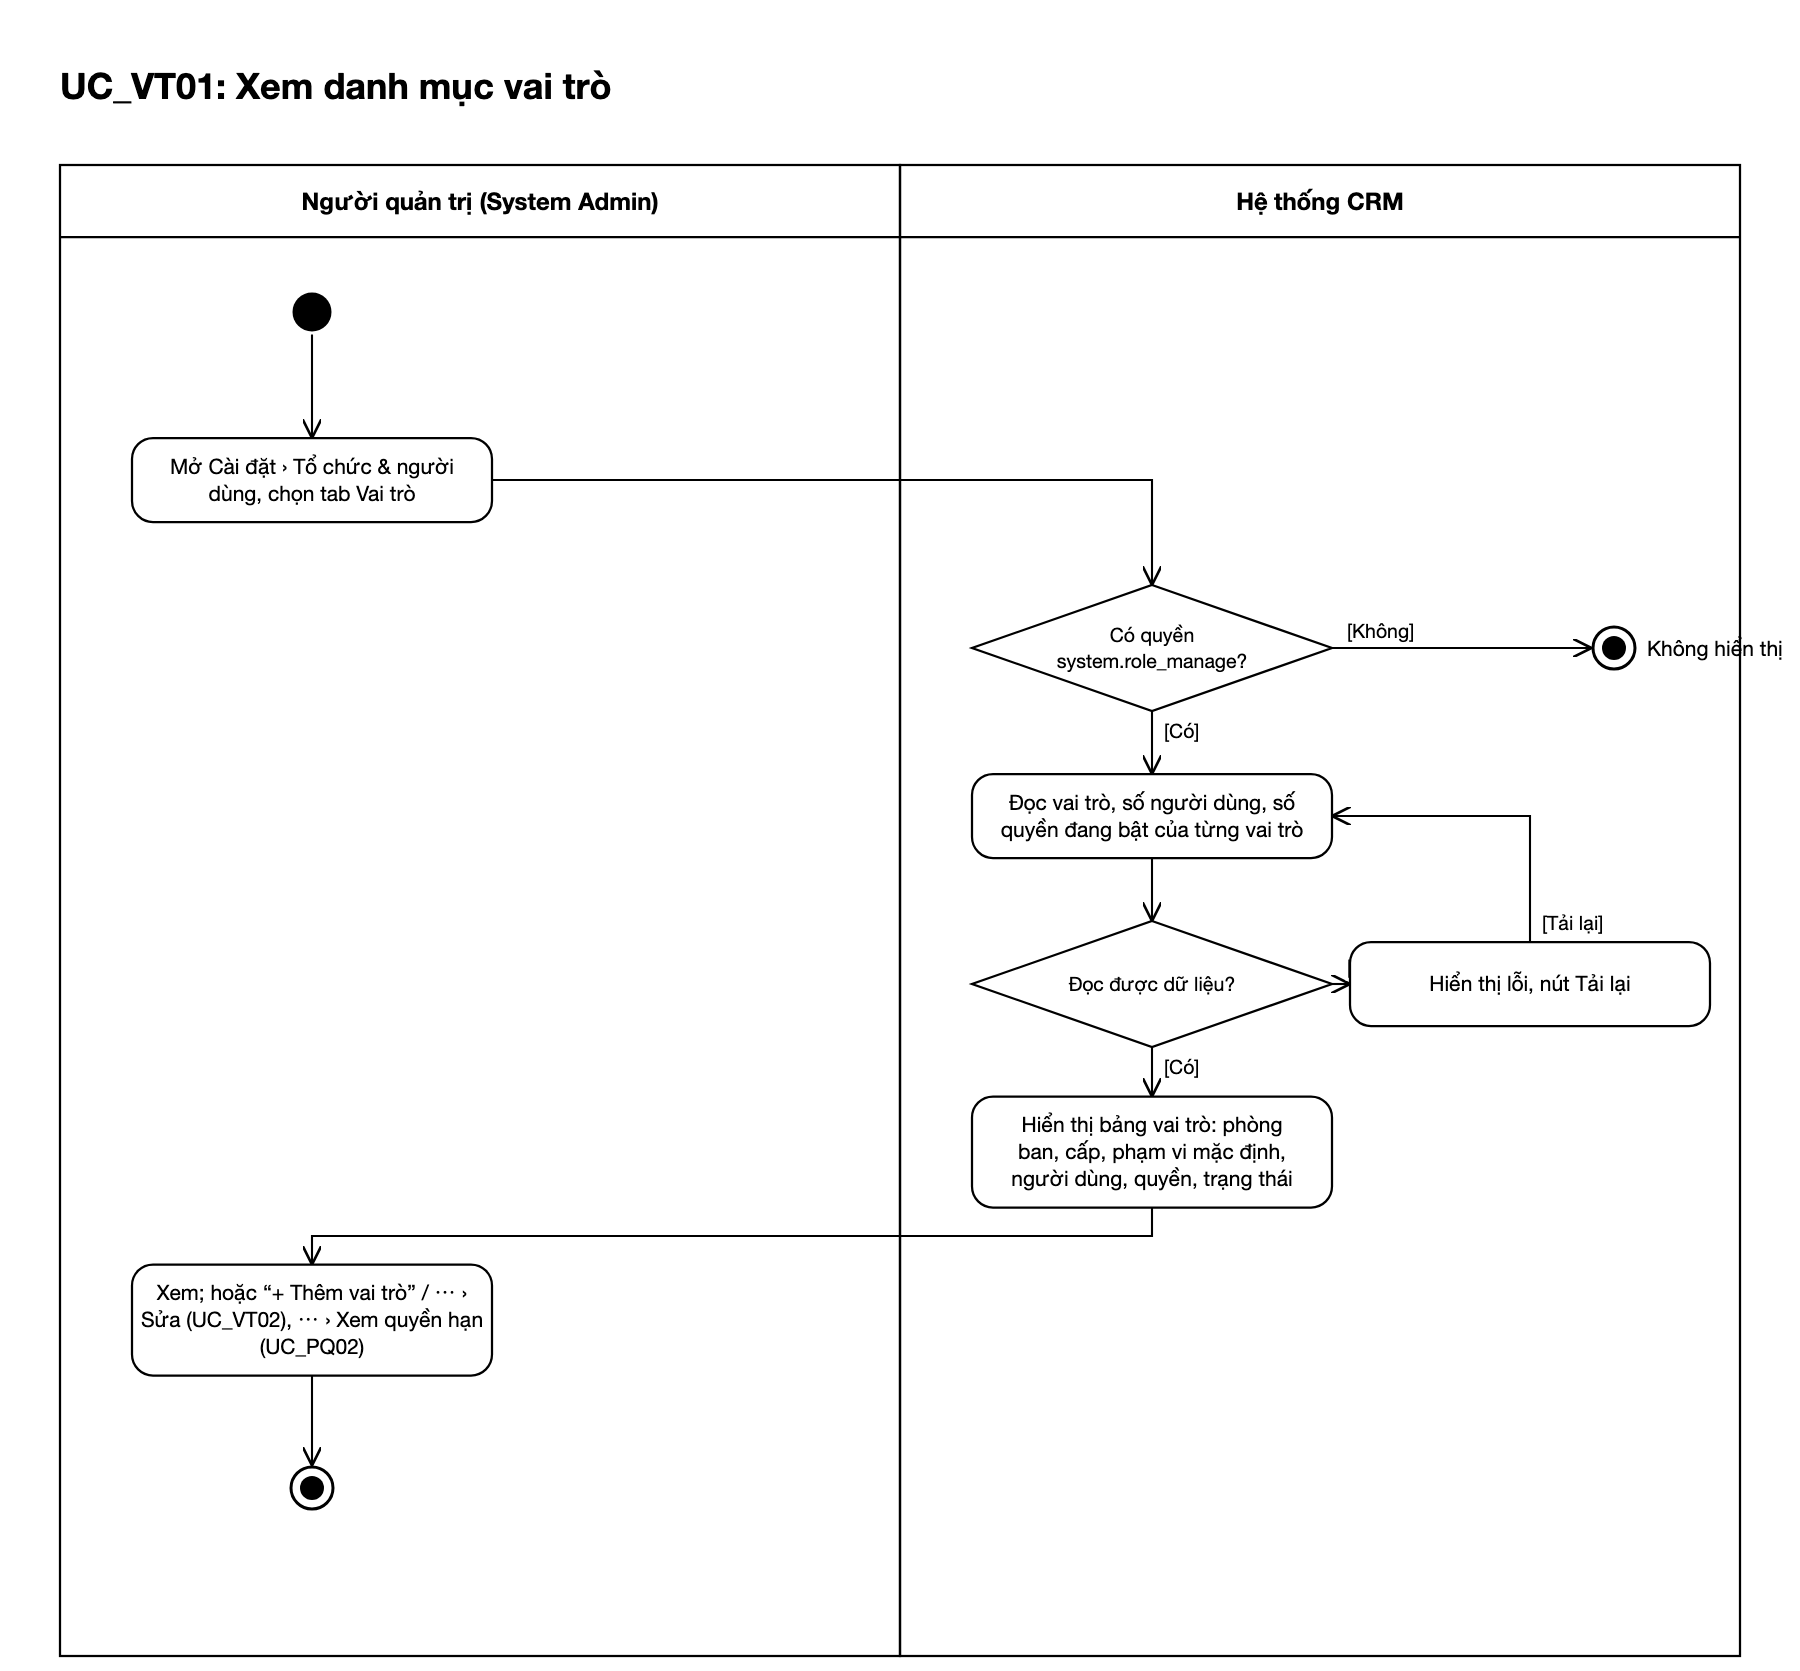 UC_VT01: Xem danh mục vai trò
Người quản trị (System Admin)
Hệ thống CRM
Mở Cài đặt › Tổ chức & người
dùng, chọn tab Vai trò
Có quyền
system.role_manage?
[Không]
Không hiển thị
[Có]
Đọc vai trò, số người dùng, số
quyền đang bật của từng vai trò
[Tải lại]
Đọc được dữ liệu?
Hiển thị lỗi, nút Tải lại
[Có]
Hiển thị bảng vai trò: phòng
ban, cấp, phạm vi mặc định,
người dùng, quyền, trạng thái
Xem; hoặc “+ Thêm vai trò” / ⋯ ›
Sửa (UC_VT02), ⋯ › Xem quyền hạn
(UC_PQ02)